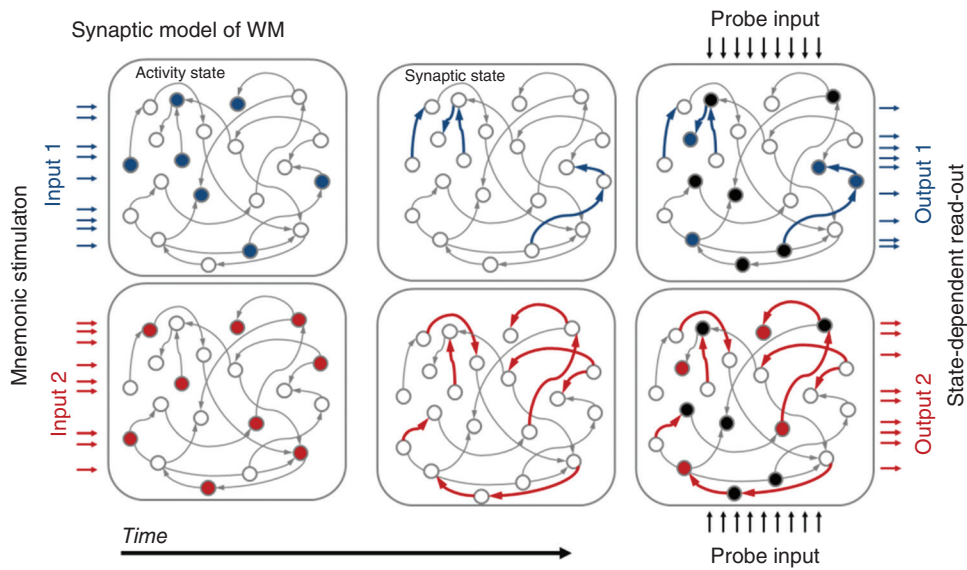 Probe input
Synaptic model of WM
Activity state
Synaptic state
Mnemonic stimulaton
Input 1
Output 1
State-dependent read-out
Input 2
Output 2
Time
Probe input